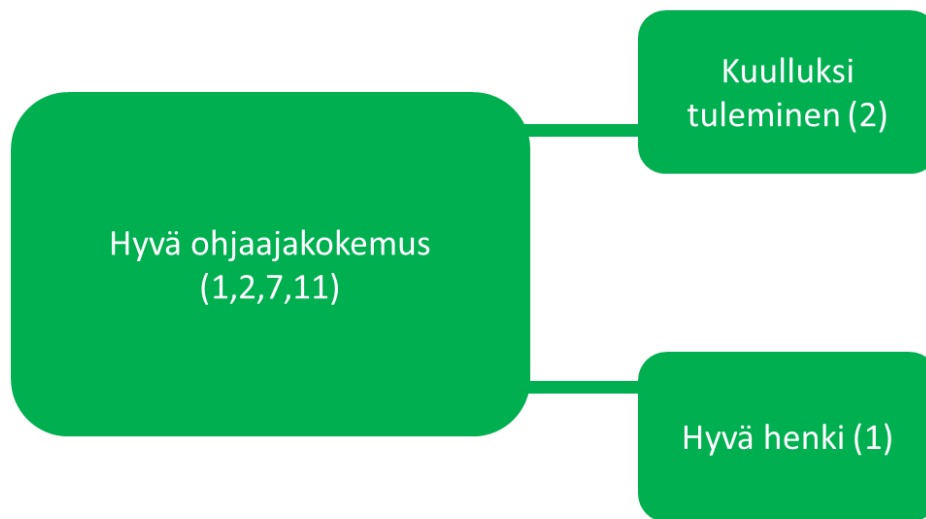 Kuulluksi
tuleminen (2)
Hyvä ohjaajakokemus
(1,2,7,11)
Hyvä henki (1)